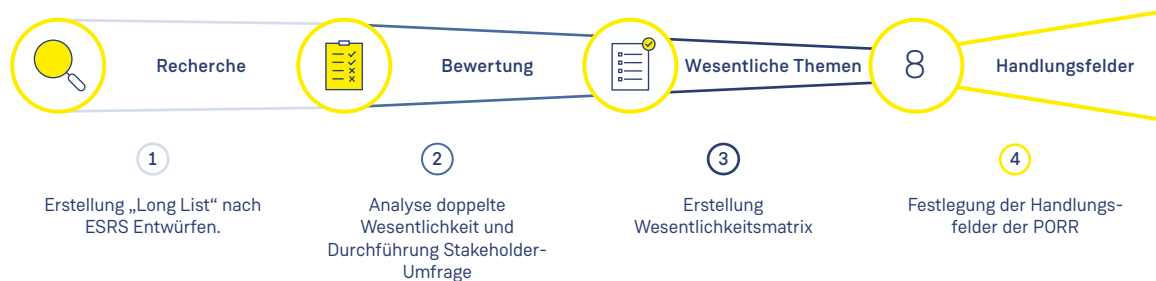 Recherche
Bewertung
Wesentliche Themen
8
Handlungsfelder
1
Erstellung „Long List“ nach
ESRS Entwürfen.
2
Analyse doppelte
Wesentlichkeit und
Durchführung Stakeholder-
Umfrage
3
Erstellung
Wesentlichkeitsmatrix
4
Festlegung der Handlungs-
felder der PORR